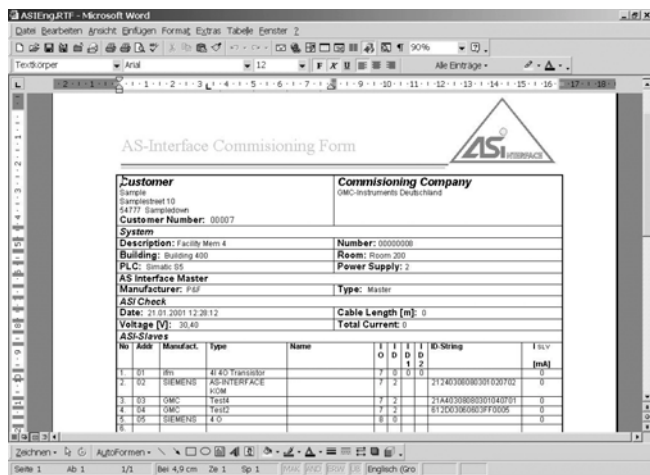 ASIEng.RTF - Microsoft Word
Datei Bearbeiten Ansicht Einfügen Format Extras Tabelle Fenster ?
90%
Textkörper Arial 12 F K U Alle Einträge
AS-Interface Commisioning Form
ASi INTERFACE
Customer Commisioning Company
Sample GMC-Instruments Deutschland
Samplestreet 10
54777 Sampledown
Customer Number: 00007
System
Description: Facility Mem 4 Number: 00000008
Building: Building 400 Room: Room 200
PLC: Simatic S5 Power Supply: 2
AS Interface Master
Manufacturer: P&F Type: Master
ASI Check
Date: 21.01.2001 12:28:12 Cable Length [m]: 0
Voltage [V]: 30,40 Total Current: 0
ASI-Slaves
No Addr Manufact. Type Name I O I D I D 1 I D 2 ID-String I SLV [mA]
1. 01 ifm 4I 4O Transistor 7 0 0 0 0
2. 02 SIEMENS AS-INTERFACE KOM 7 2 21240308080301020702 0
3. 03 GMC Test4 7 2 21A40308080301040701 0
4. 04 GMC Test2 7 2 612D03060603FF0005 0
5. 05 SIEMENS 4 O 8 0 0
6.
Zeichnen AutoFormen
Seite 1 Ab 1 1/1 Bei 4,9 cm Ze 1 Sp 1 MAK ÄND ERW ÜB Englisch (Gro